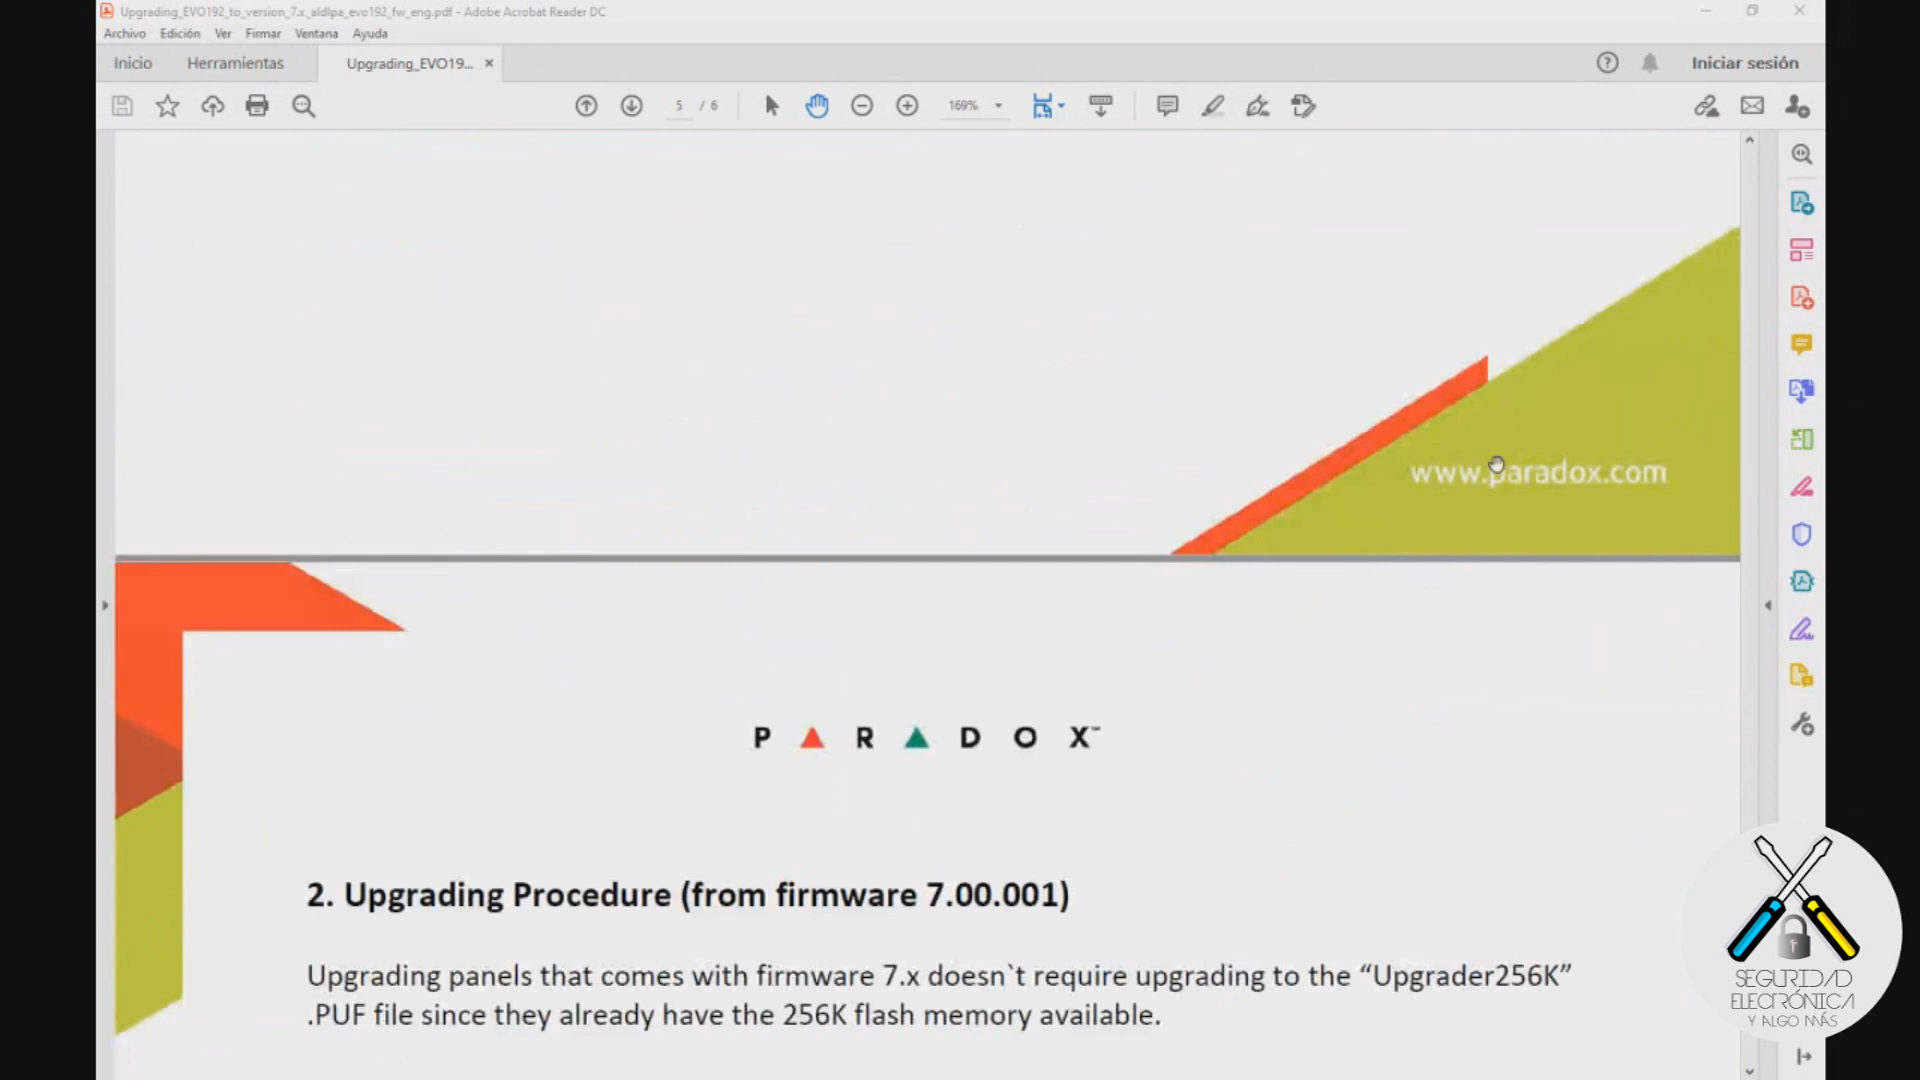 Upgrading_EVO192_to_version_7.x_aldlpa_evo192_fw_eng.pdf - Adobe Acrobat Reader DC
Archivo Edición Ver Firmar Ventana Ayuda
Inicio Herramientas Upgrading_EVO19... × Iniciar sesión
5 / 6 169%
www.paradox.com
PARADOX™
2. Upgrading Procedure (from firmware 7.00.001)
Upgrading panels that comes with firmware 7.x doesn`t require upgrading to the “Upgrader256K”
.PUF file since they already have the 256K flash memory available.
SEGURIDAD
ELECTRÓNICA
Y ALGO MÁS